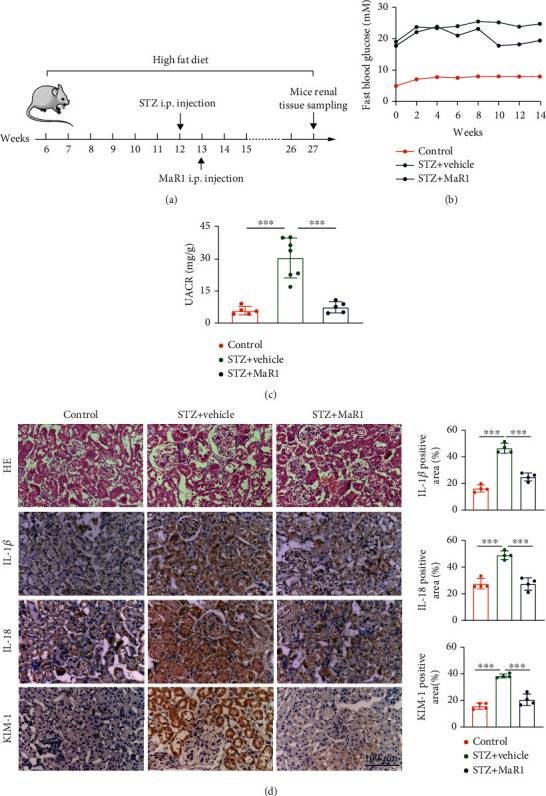 High fat diet
STZ i.p. injection
Mice renal
tissue sampling
Weeks
6 7 8 9 10 11 12 13 14 15 26 27
MaR1 i.p. injection
(a)
Fast blood glucose (mM)
30
20
10
0
0 2 4 6 8 10 12 14
Weeks
Control
STZ+vehicle
STZ+MaR1
(b)
UACR (mg/g)
45
30
15
0
*** ***
Control
STZ+vehicle
STZ+MaR1
(c)
Control STZ+vehicle STZ+MaR1
HE
IL-1β
IL-18
KIM-1
IL-1β positive
area (%)
60
40
20
0
*** ***
IL-18 positive
area (%)
60
40
20
0
*** ***
KIM-1 positive
area(%)
60
40
20
0
*** ***
Control
STZ+vehicle
STZ+MaR1
(d)